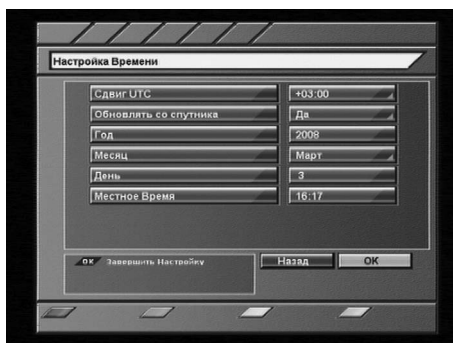 Настройка Времени
Сдвиг UTC +03:00
Обновлять со спутника Да
Год 2008
Месяц Март
День 3
Местное Время 16:17
OK Завершить Настройку
Назад OK